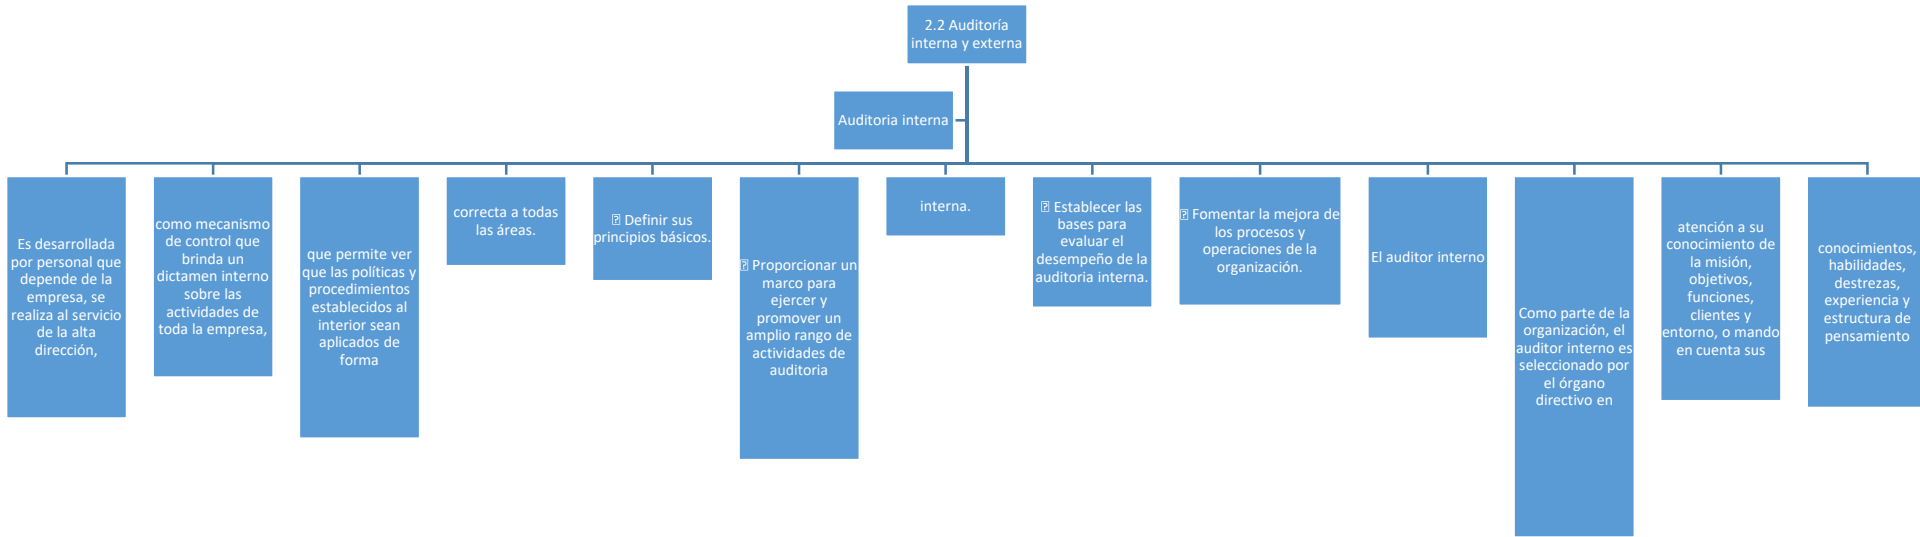 2.2 Auditoría
interna y externa
Auditoria interna
Es desarrollada
por personal que
depende de la
empresa, se
realiza al servicio
de la alta
dirección,
como mecanismo
de control que
brinda un
dictamen interno
sobre las
actividades de
toda la empresa,
que permite ver
que las políticas y
procedimientos
establecidos al
interior sean
aplicados de
forma
correcta a todas
las áreas.
⍰ Definir sus
principios básicos.
⍰ Proporcionar un
marco para
ejercer y
promover un
amplio rango de
actividades de
auditoria
interna.
⍰ Establecer las
bases para
evaluar el
desempeño de la
auditoria interna.
⍰ Fomentar la mejora de
los procesos y
operaciones de la
organización.
El auditor interno
Como parte de la
organización, el
auditor interno es
seleccionado por
el órgano
directivo en
atención a su
conocimiento de
la misión,
objetivos,
funciones,
clientes y
entorno, o mando
en cuenta sus
conocimientos,
habilidades,
destrezas,
experiencia y
estructura de
pensamiento